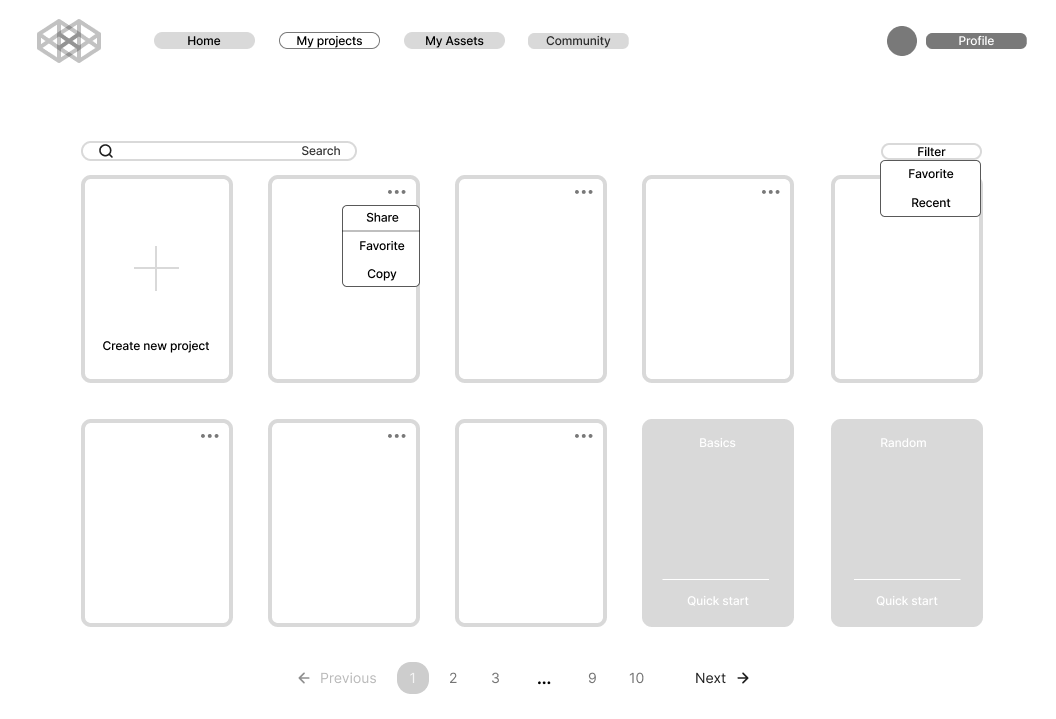 Home
My projects
My Assets
Community
Profile
Search
Filter
Favorite
Recent
Share
Favorite
Copy
Create new project
Basics
Random
Quick start
Quick start
Previous
1
2
3
...
9
10
Next